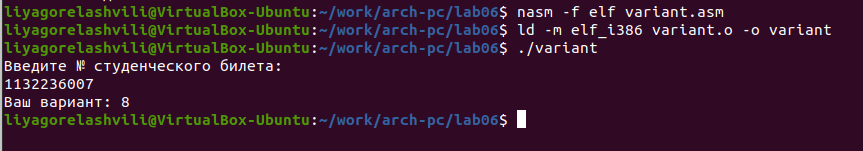 liyagorelashvili@VirtualBox-Ubuntu:~/work/arch-pc/lab06$ nasm -f elf variant.asm
liyagorelashvili@VirtualBox-Ubuntu:~/work/arch-pc/lab06$ ld -m elf_i386 variant.o -o variant
liyagorelashvili@VirtualBox-Ubuntu:~/work/arch-pc/lab06$ ./variant
Введите № студенческого билета:
1132236007
Ваш вариант: 8
liyagorelashvili@VirtualBox-Ubuntu:~/work/arch-pc/lab06$